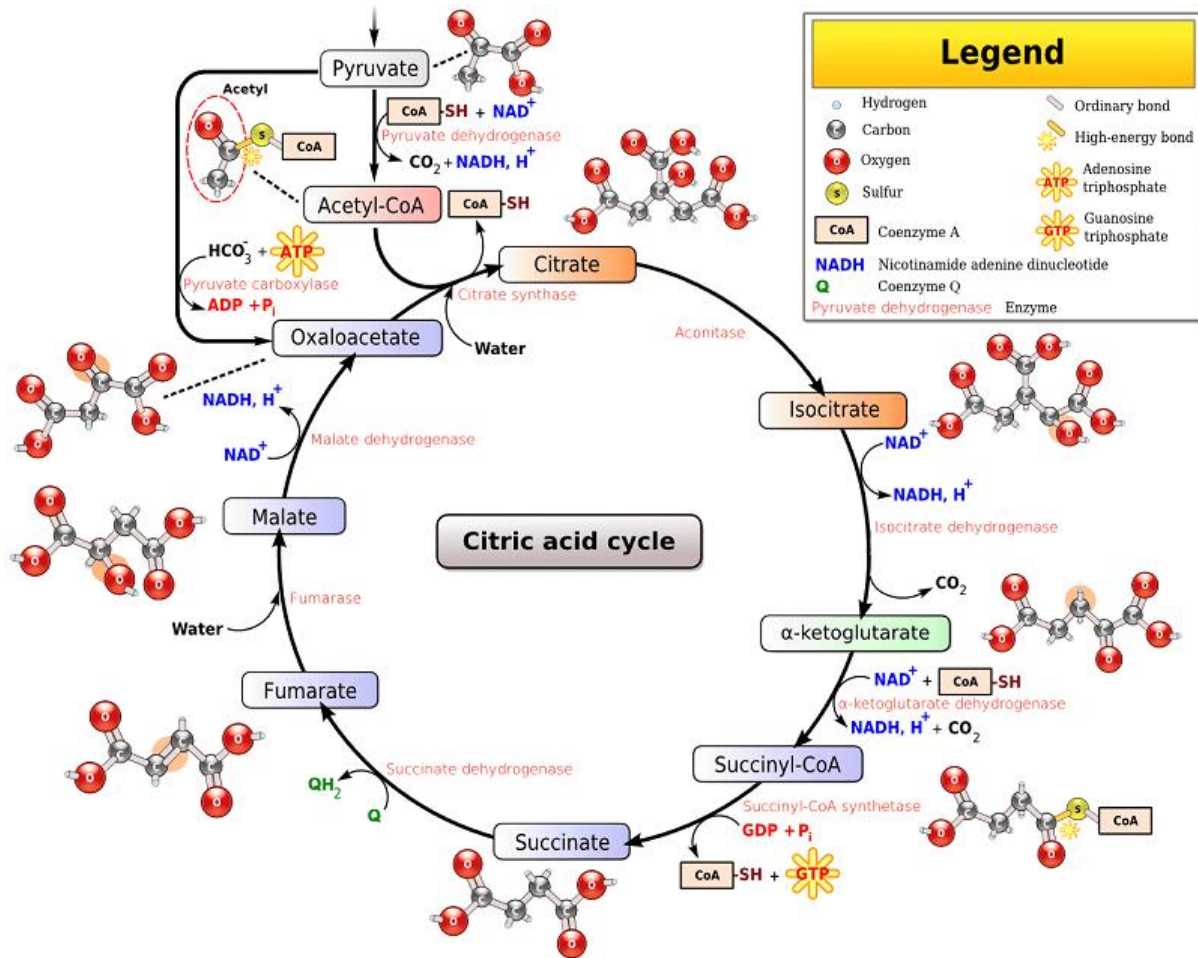 Pyruvate
Acetyl
CoA -SH + NAD+
Pyruvate dehydrogenase
CO2 + NADH, H+
S
CoA
Acetyl-CoA
CoA -SH
HCO3- + ATP
Pyruvate carboxylase
ADP + Pi
Citrate
Citrate synthase
Water
Oxaloacetate
Aconitase
Isocitrate
NAD+
NADH, H+
Isocitrate dehydrogenase
CO2
α-ketoglutarate
NAD+ + CoA -SH
α-ketoglutarate dehydrogenase
NADH, H+ + CO2
Succinyl-CoA
S
CoA
Succinyl-CoA synthetase
GDP + Pi
CoA -SH + GTP
Succinate
Succinate dehydrogenase
QH2
Q
Fumarate
Fumarase
Water
Malate
NADH, H+
Malate dehydrogenase
NAD+
Citric acid cycle
Legend
Hydrogen
C Carbon
O Oxygen
S Sulfur
CoA Coenzyme A
NADH Nicotinamide adenine dinucleotide
Q Coenzyme Q
Pyruvate dehydrogenase Enzyme
Ordinary bond
High-energy bond
ATP Adenosine
triphosphate
GTP Guanosine
triphosphate